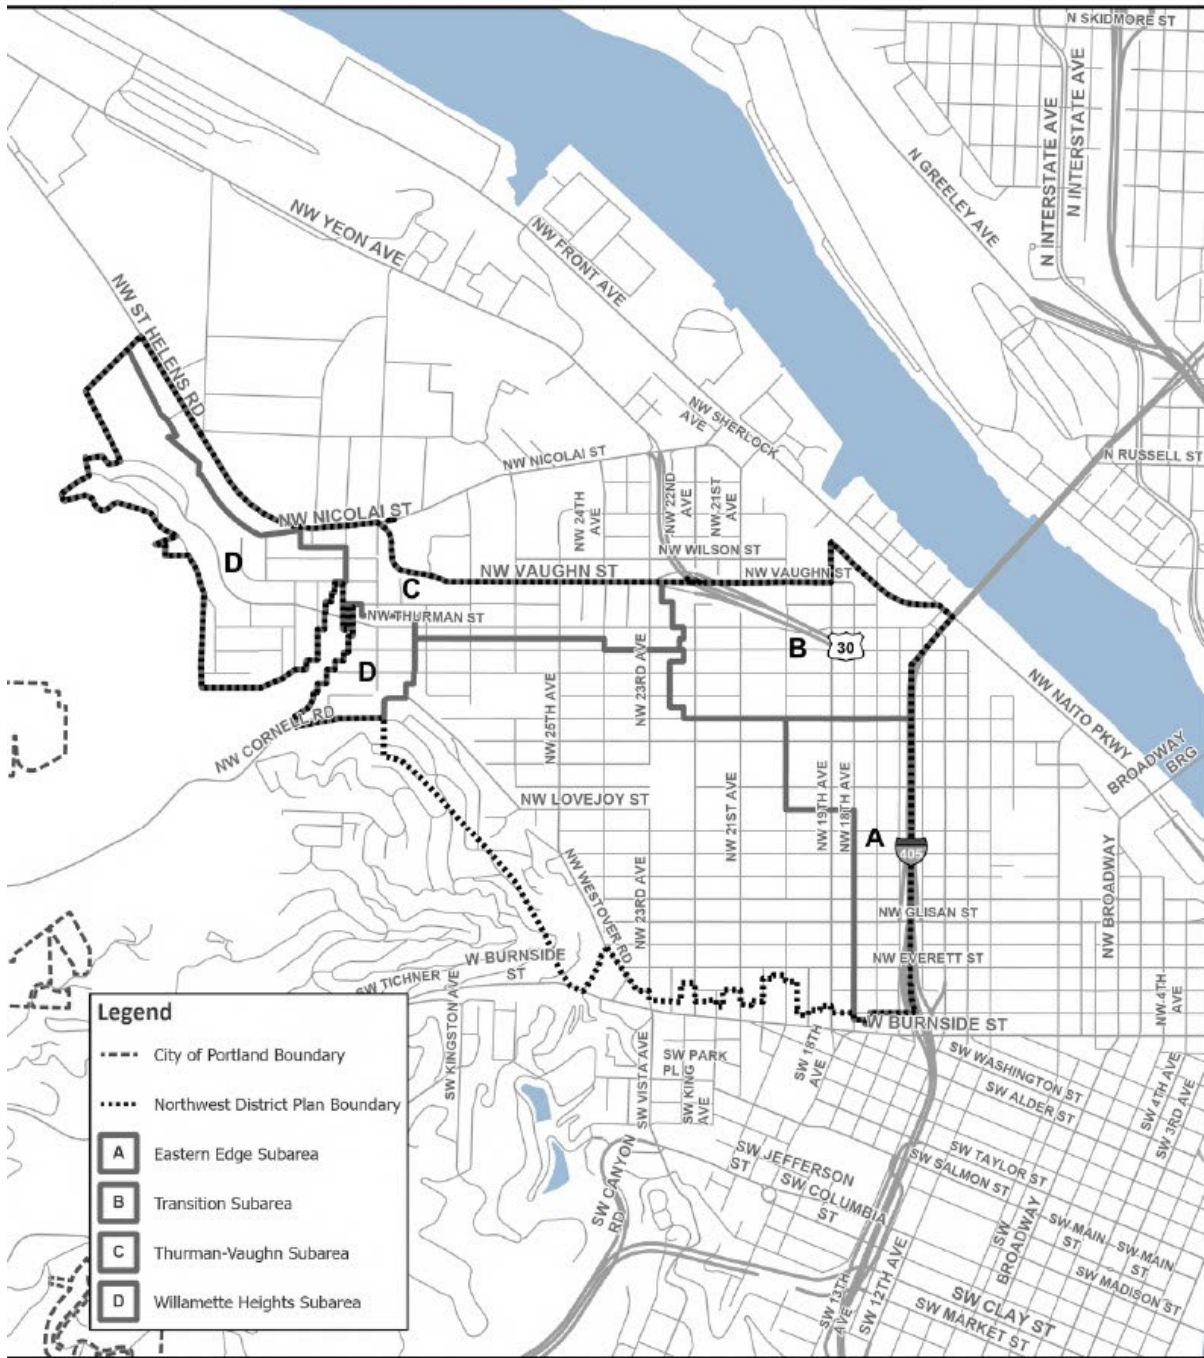 N SKIDMORE ST
N INTERSTATE AVE
N INTERSTATE AVE
N GREELEY AVE
NW YEON AVE
NW FRONT AVE
NW ST HELENS RD
NW SHERLOCK
AVE
N RUSSELL ST
NW NICOLAI ST
NW NICOLAI ST
NW 24TH
AVE
NW 22ND
AVE
NW 21ST
AVE
NW WILSON ST
D
C
NW VAUGHN ST
NW VAUGHN ST
NW THURMAN ST
B
30
D
NW 23RD AVE
NW 25TH AVE
NW NAITO PKWY
BROADWAY
BRG
NW CORNELL RD
NW LOVEJOY ST
NW 21ST AVE
NW 19TH AVE
NW 18TH AVE
A
405
NW WESTOVER RD
NW 23RD AVE
NW GLISAN ST
NW BROADWAY
NW EVERETT ST
W BURNSIDE
ST
SW TICHNER
NW 4TH
AVE
W BURNSIDE ST
SW KINGSTON AVE
SW VISTA AVE
SW PARK
PL
SW KING
AVE
SW 18TH
AVE
SW WASHINGTON ST
SW ALDER ST
SW 4TH AVE
SW 3RD AVE
SW CANYON
RD
SW JEFFERSON
ST
SW COLUMBIA
ST
SW TAYLOR ST
SW SALMON ST
SW
BROADWAY
SW MAIN
ST
SW MAIN
ST
SW MADISON ST
SW 13TH
AVE
SW 12TH AVE
SW CLAY ST
SW MARKET ST
Legend
City of Portland Boundary
Northwest District Plan Boundary
A Eastern Edge Subarea
B Transition Subarea
C Thurman-Vaughn Subarea
D Willamette Heights Subarea